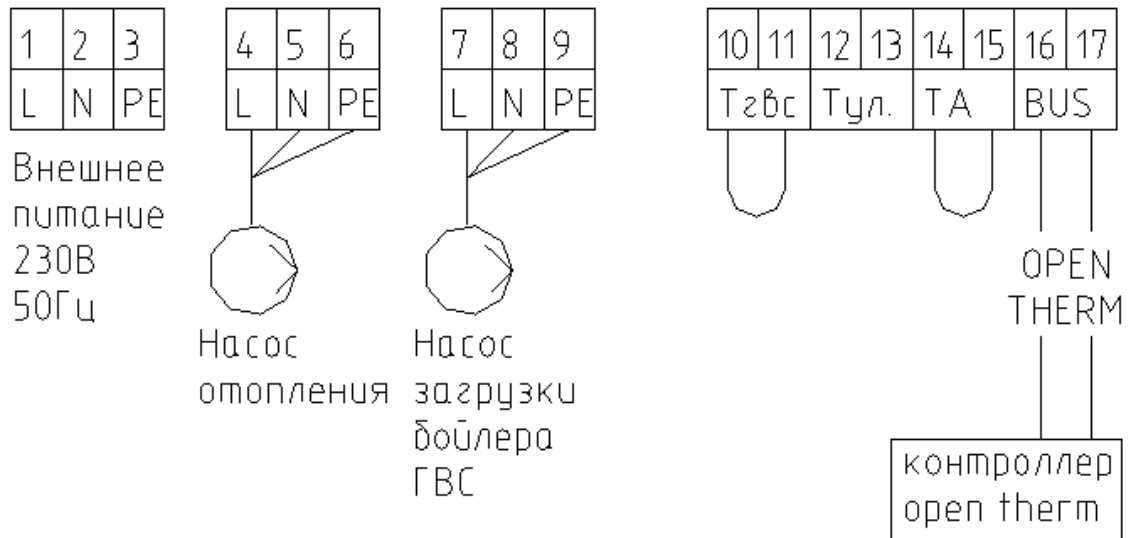 1 2 3 4 5 6 7 8 9 10 11 12 13 14 15 16 17
L N PE L N PE L N PE Тгвс Тул. ТА BUS
Внешнее
питание
230В
50Гц
Насос
отопления
Насос
загрузки
бойлера
ГВС
OPEN
THERM
контроллер
open therm